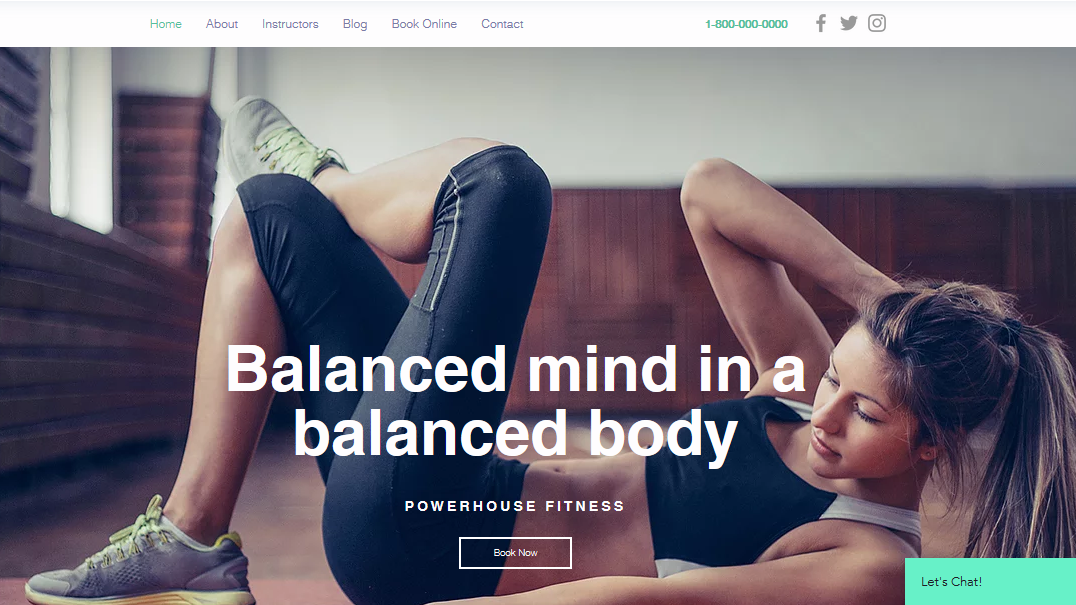 Home About Instructors Blog Book Online Contact 1-800-000-0000
Balanced mind in a
balanced body
POWERHOUSE FITNESS
Book Now
Let's Chat!